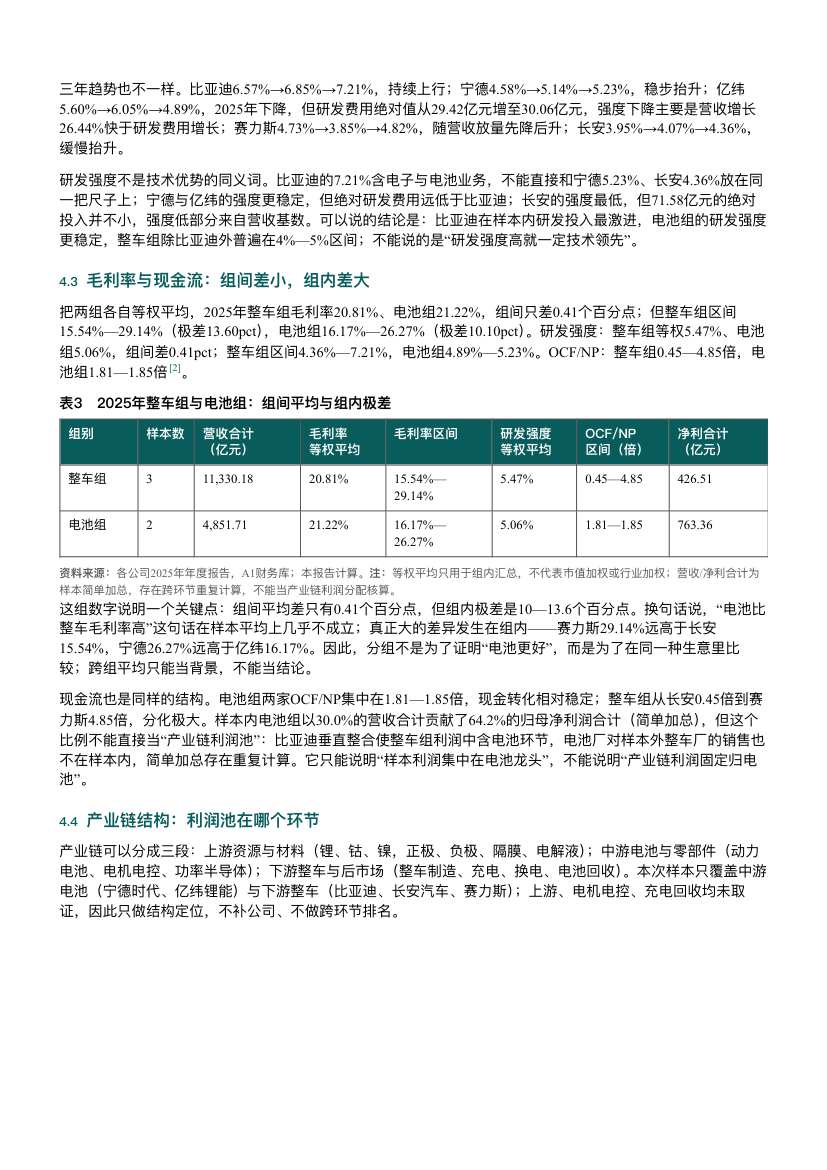 三年趋势也不一样。比亚迪6.57%→6.85%→7.21%，持续上行；宁德4.58%→5.14%→5.23%，稳步抬升；亿纬
5.60%→6.05%→4.89%，2025年下降，但研发费用绝对值从29.42亿元增至30.06亿元，强度下降主要是营收增长
26.44%快于研发费用增长；赛力斯4.73%→3.85%→4.82%，随营收放量先降后升；长安3.95%→4.07%→4.36%，
缓慢抬升。
研发强度不是技术优势的同义词。比亚迪的7.21%含电子与电池业务，不能直接和宁德5.23%、长安4.36%放在同
一把尺子上；宁德与亿纬的强度更稳定，但绝对研发费用远低于比亚迪；长安的强度最低，但71.58亿元的绝对
投入并不小，强度低部分来自营收基数。可以说的结论是：比亚迪在样本内研发投入最激进，电池组的研发强度
更稳定，整车组除比亚迪外普遍在4%—5%区间；不能说的是“研发强度高就一定技术领先”。
4.3 毛利率与现金流：组间差小，组内差大
把两组各自等权平均，2025年整车组毛利率20.81%、电池组21.22%，组间只差0.41个百分点；但整车组区间
15.54%—29.14%（极差13.60pct），电池组16.17%—26.27%（极差10.10pct）。研发强度：整车组等权5.47%、电池
组5.06%，组间差0.41pct；整车组区间4.36%—7.21%，电池组4.89%—5.23%。OCF/NP：整车组0.45—4.85倍，电
池组1.81—1.85倍[2]。
表3 2025年整车组与电池组：组间平均与组内极差
组别 样本数 营收合计（亿元） 毛利率等权平均 毛利率区间 研发强度等权平均 OCF/NP区间（倍） 净利合计（亿元）
整车组 3 11,330.18 20.81% 15.54%—29.14% 5.47% 0.45—4.85 426.51
电池组 2 4,851.71 21.22% 16.17%—26.27% 5.06% 1.81—1.85 763.36
资料来源：各公司2025年年度报告，A1财务库；本报告计算。注：等权平均只用于组内汇总，不代表市值加权或行业加权；营收/净利合计为
样本简单加总，存在跨环节重复计算，不能当产业链利润分配核算。
这组数字说明一个关键点：组间平均差只有0.41个百分点，但组内极差是10—13.6个百分点。换句话说，“电池比
整车毛利率高”这句话在样本平均上几乎不成立；真正大的差异发生在组内——赛力斯29.14%远高于长安
15.54%，宁德26.27%远高于亿纬16.17%。因此，分组不是为了证明“电池更好”，而是为了在同一种生意里比
较；跨组平均只能当背景，不能当结论。
现金流也是同样的结构。电池组两家OCF/NP集中在1.81—1.85倍，现金转化相对稳定；整车组从长安0.45倍到赛
力斯4.85倍，分化极大。样本内电池组以30.0%的营收合计贡献了64.2%的归母净利润合计（简单加总），但这个
比例不能直接当“产业链利润池”：比亚迪垂直整合使整车组利润中含电池环节，电池厂对样本外整车厂的销售也
不在样本内，简单加总存在重复计算。它只能说明“样本利润集中在电池龙头”，不能说明“产业链利润固定归电
池”。
4.4 产业链结构：利润池在哪个环节
产业链可以分成三段：上游资源与材料（锂、钴、镍，正极、负极、隔膜、电解液）；中游电池与零部件（动力
电池、电机电控、功率半导体）；下游整车与后市场（整车制造、充电、换电、电池回收）。本次样本只覆盖中游
电池（宁德时代、亿纬锂能）与下游整车（比亚迪、长安汽车、赛力斯）；上游、电机电控、充电回收均未取
证，因此只做结构定位，不补公司、不做跨环节排名。